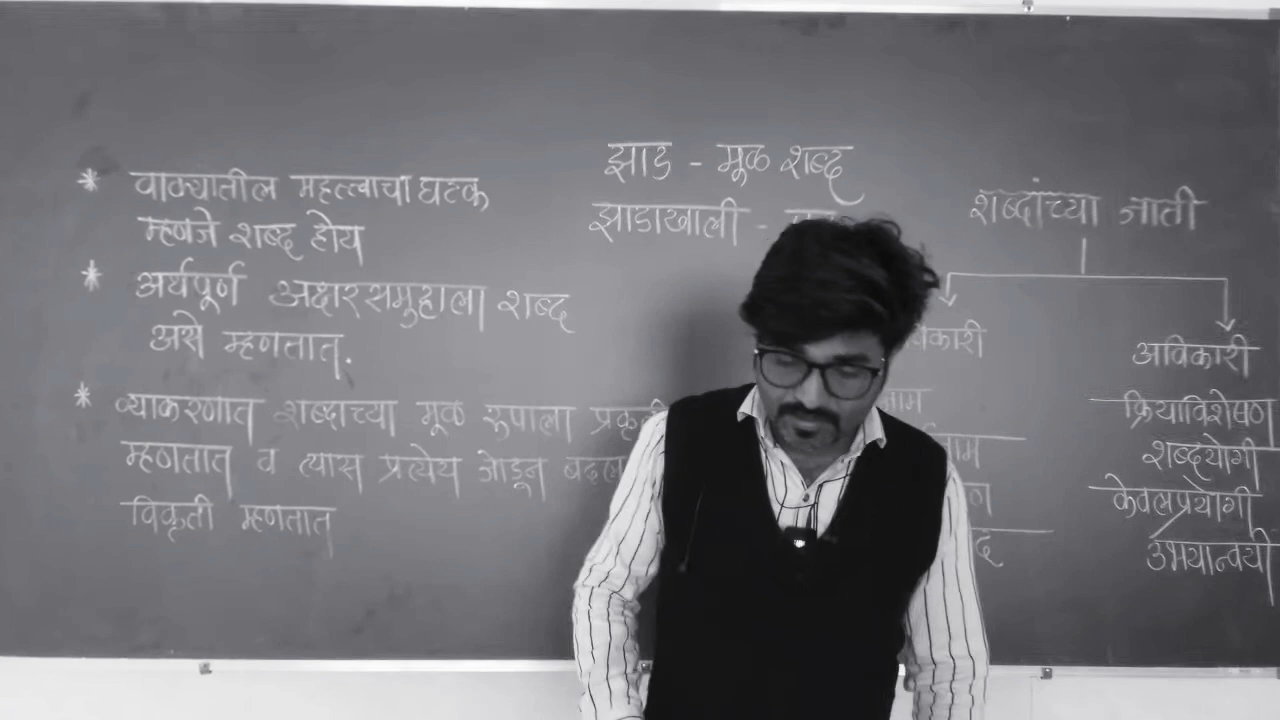 * वाक्यातील महत्त्वाचा घटक
म्हणजे शब्द होय
* अर्थपूर्ण अक्षरसमुहाला शब्द
असे म्हणतात.
* व्याकरणात शब्दाच्या मूळ रुपाला
म्हणतात व त्यास प्रत्येय जोडून
विकृती म्हणतात
झाड - मूळ शब्द
झाडाखाली -
शब्दांच्या जाती
अविकारी
क्रियाविशेषण
शब्दयोगी
केवलप्रयोगी
उभयान्वयी